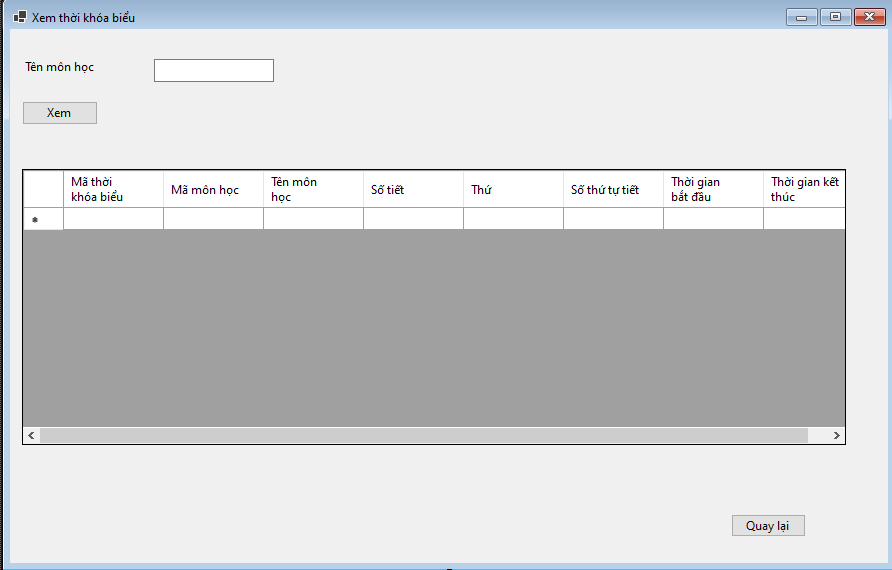 Xem thời khóa biểu
Tên môn học
Xem
Mã thời
khóa biểu
Mã môn học
Tên môn
học
Số tiết
Thứ
Số thứ tự tiết
Thời gian
bắt đầu
Thời gian kết
thúc
Quay lại